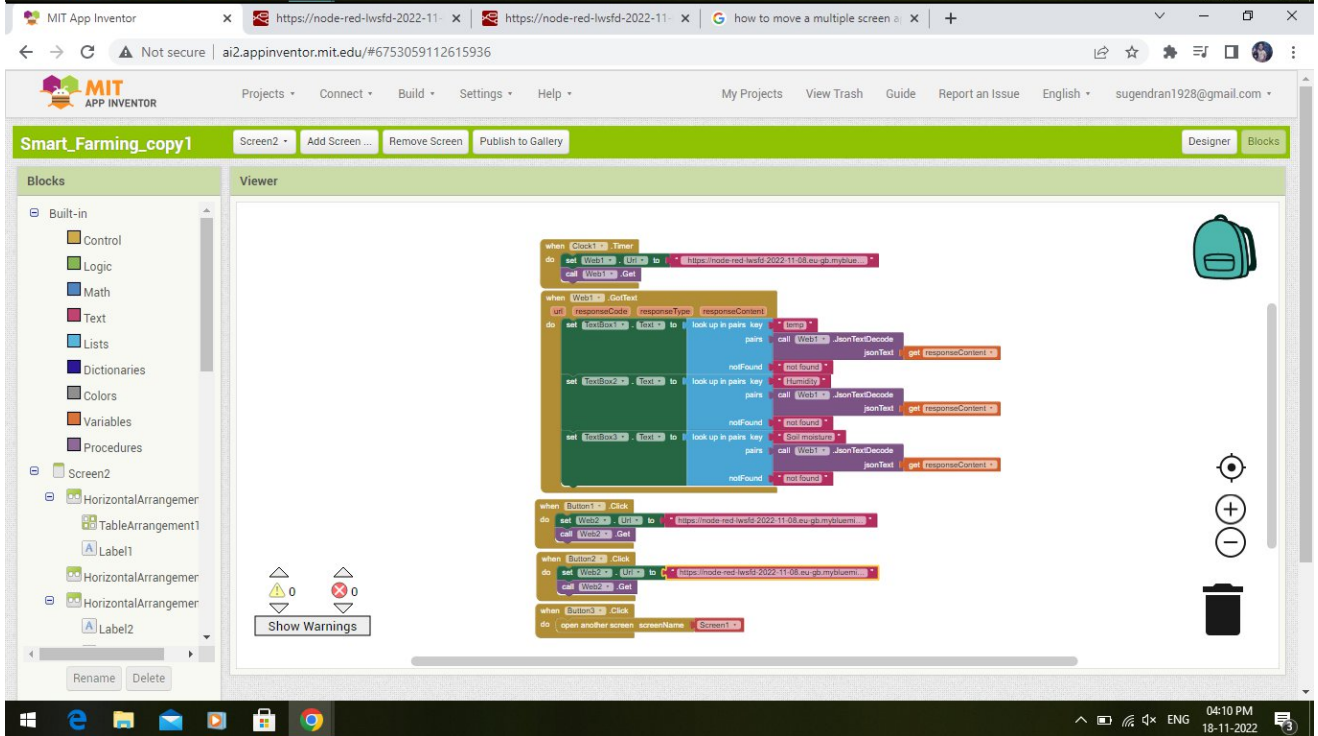 MIT App Inventor
https://node-red-lwsfd-2022-11-
https://node-red-lwsfd-2022-11-
how to move a multiple screen a
Not secure
ai2.appinventor.mit.edu/#6753059112615936
MIT
APP INVENTOR
Projects
Connect
Build
Settings
Help
My Projects
View Trash
Guide
Report an Issue
English
sugendran1928@gmail.com
Smart_Farming_copy1
Screen2
Add Screen ...
Remove Screen
Publish to Gallery
Designer
Blocks
Blocks
Viewer
Built-in
Control
Logic
Math
Text
Lists
Dictionaries
Colors
Variables
Procedures
Screen2
HorizontalArrangemer
TableArrangement1
Label1
HorizontalArrangemer
HorizontalArrangemer
Label2
Rename
Delete
when Clock1 .Timer
do set Web1 . Url to " https://node-red-lwsfd-2022-11-08.eu-gb.myblue... "
call Web1 .Get
when Web1 .GotText
url responseCode responseType responseContent
do set TextBox1 . Text to look up in pairs key " temp "
pairs call Web1 .JsonTextDecode
jsonText get responseContent
notFound " not found "
set TextBox2 . Text to look up in pairs key " Humidity "
pairs call Web1 .JsonTextDecode
jsonText get responseContent
notFound " not found "
set TextBox3 . Text to look up in pairs key " Soil moisture "
pairs call Web1 .JsonTextDecode
jsonText get responseContent
notFound " not found "
when Button1 .Click
do set Web2 . Url to " https://node-red-lwsfd-2022-11-08.eu-gb.mybluemi... "
call Web2 .Get
when Button2 .Click
do set Web2 . Url to " https://node-red-lwsfd-2022-11-08.eu-gb.mybluemi... "
call Web2 .Get
when Button3 .Click
do open another screen screenName Screen1
0
0
Show Warnings
ENG
04:10 PM
18-11-2022
3